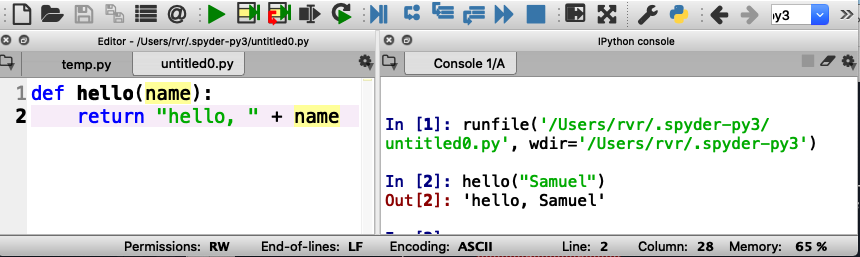 y3
Editor - /Users/rvr/.spyder-py3/untitled0.py
IPython console
temp.py
untitled0.py
Console 1/A
1 def hello(name):
2     return "hello, " + name
In [1]: runfile('/Users/rvr/.spyder-py3/
untitled0.py', wdir='/Users/rvr/.spyder-py3')
In [2]: hello("Samuel")
Out[2]: 'hello, Samuel'
Permissions: RW End-of-lines: LF Encoding: ASCII Line: 2 Column: 28 Memory: 65 %